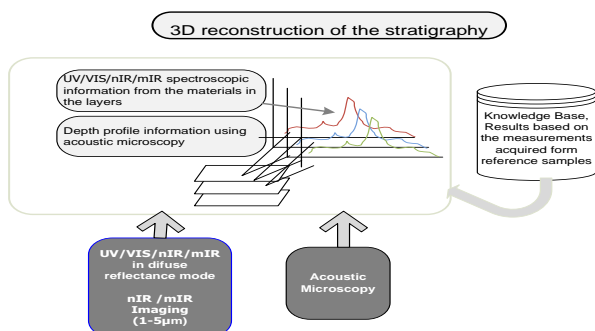 3D reconstruction of the stratigraphy
UV/VIS/nIR/mIR spectroscopic
information from the materials in
the layers
Depth profile information using
acoustic microscopy
Knowledge Base,
Results based on
the measurements
acquired form
reference samples
UV/VIS/nIR/mIR
in difuse
reflectance mode
nIR /mIR
Imaging
(1-5μm)
Acoustic
Microscopy